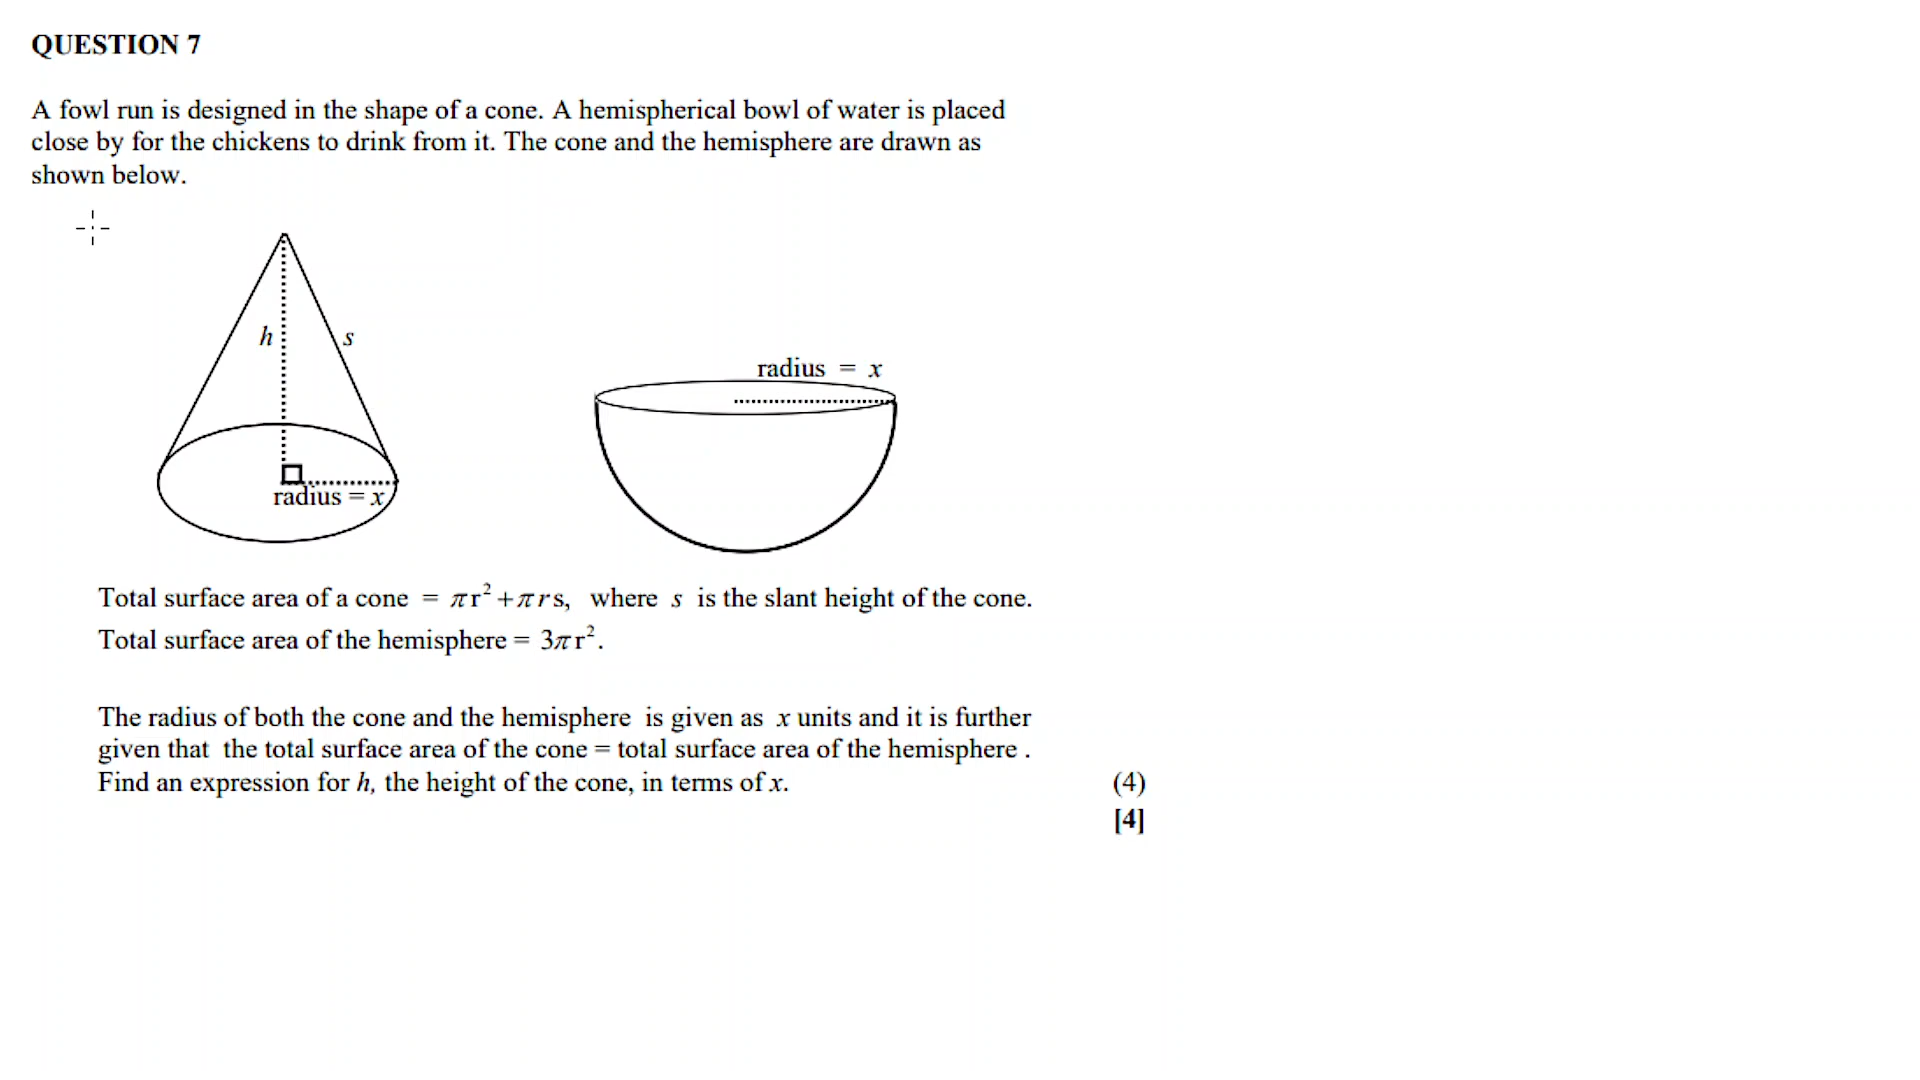 QUESTION 7
A fowl run is designed in the shape of a cone. A hemispherical bowl of water is placed
close by for the chickens to drink from it. The cone and the hemisphere are drawn as
shown below.
h
s
radius = x
radius = x
Total surface area of a cone = πr² + πrs, where s is the slant height of the cone.
Total surface area of the hemisphere = 3πr².
The radius of both the cone and the hemisphere is given as x units and it is further
given that the total surface area of the cone = total surface area of the hemisphere .
Find an expression for h, the height of the cone, in terms of x. (4)
[4]